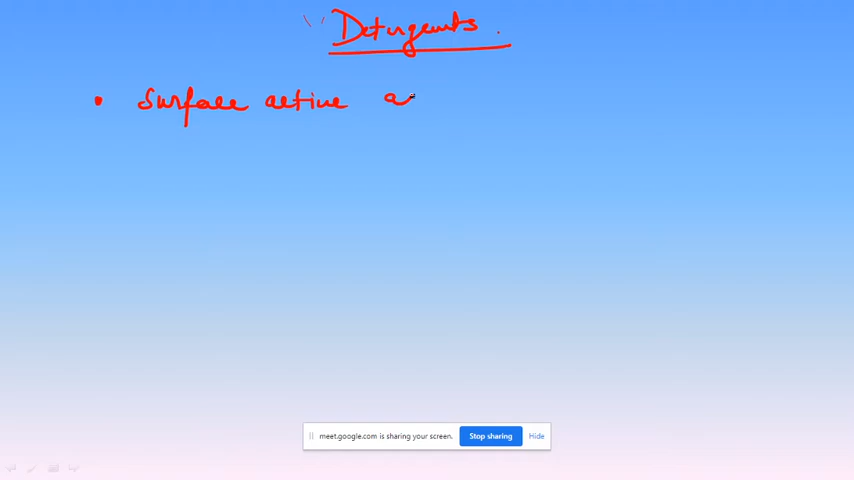 Detergents.
• Surface active a
meet.google.com is sharing your screen. Stop sharing Hide